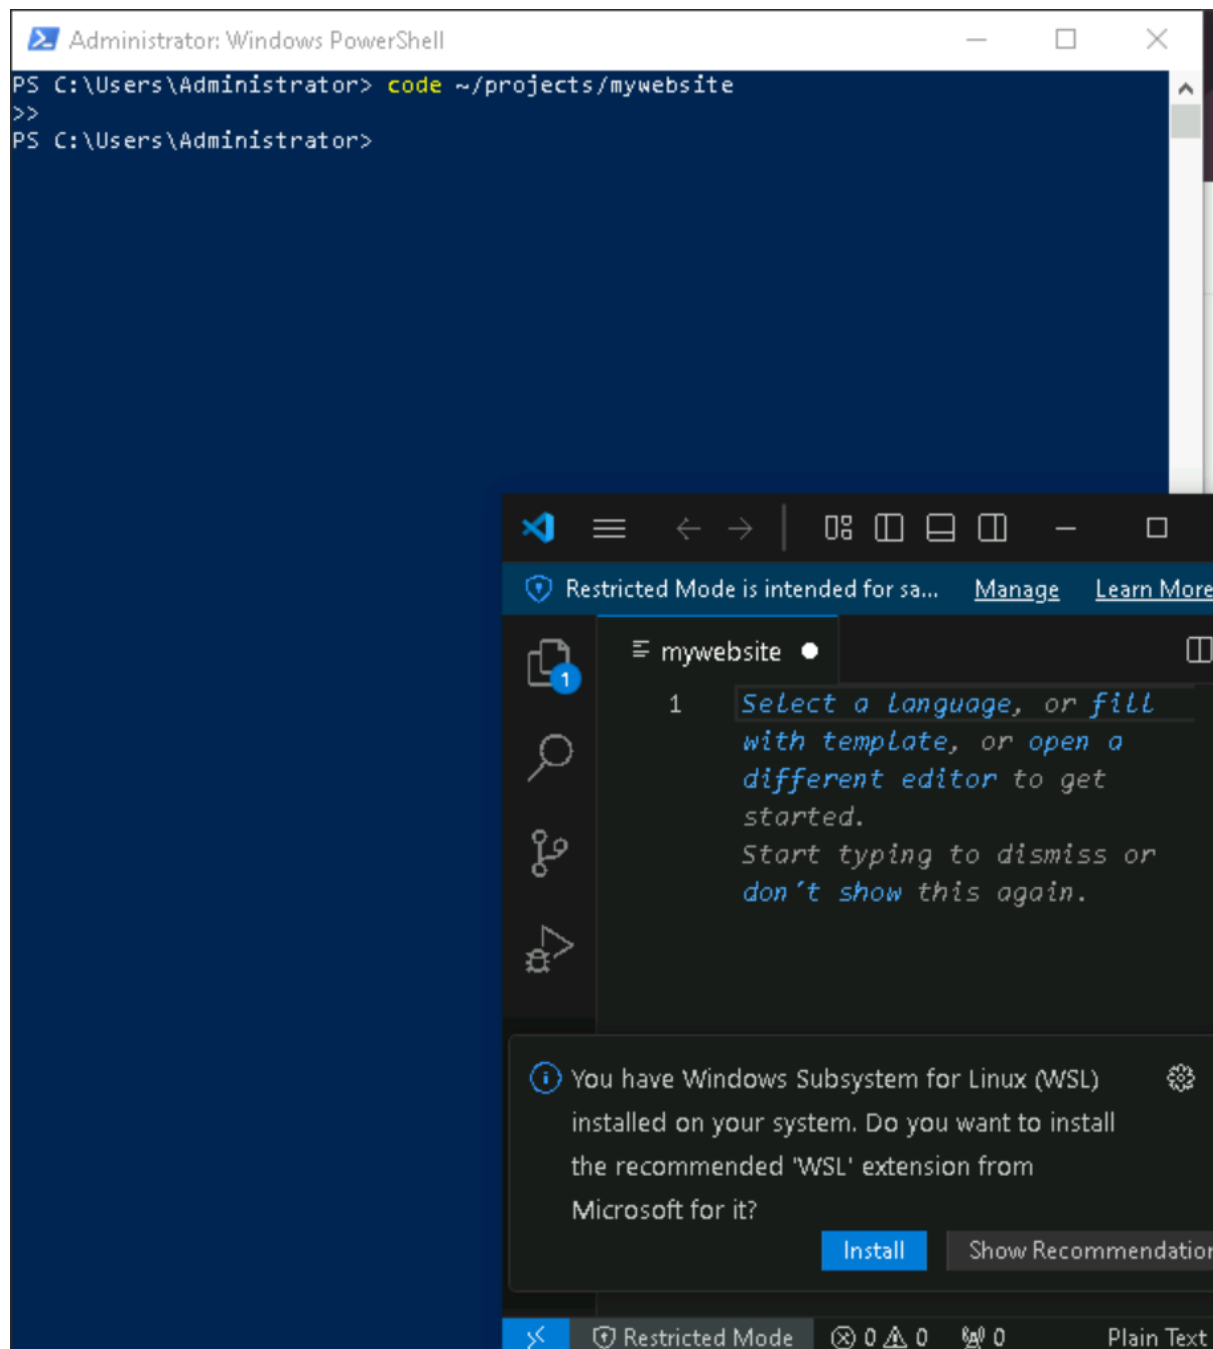 Administrator: Windows PowerShell
PS C:\Users\Administrator> code ~/projects/mywebsite
>>
PS C:\Users\Administrator>
Restricted Mode is intended for sa... Manage Learn More
mywebsite
1
1 Select a language, or fill
with template, or open a
different editor to get
started.
Start typing to dismiss or
don't show this again.
You have Windows Subsystem for Linux (WSL)
installed on your system. Do you want to install
the recommended 'WSL' extension from
Microsoft for it?
Install Show Recommendation
Restricted Mode 0 0 0 Plain Text